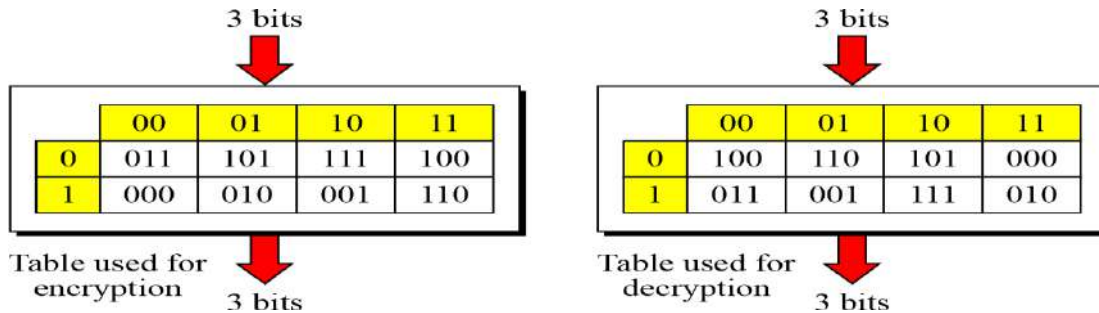 3 bits
00 01 10 11
0 011 101 111 100
1 000 010 001 110
Table used for
encryption
3 bits
3 bits
00 01 10 11
0 100 110 101 000
1 011 001 111 010
Table used for
decryption
3 bits